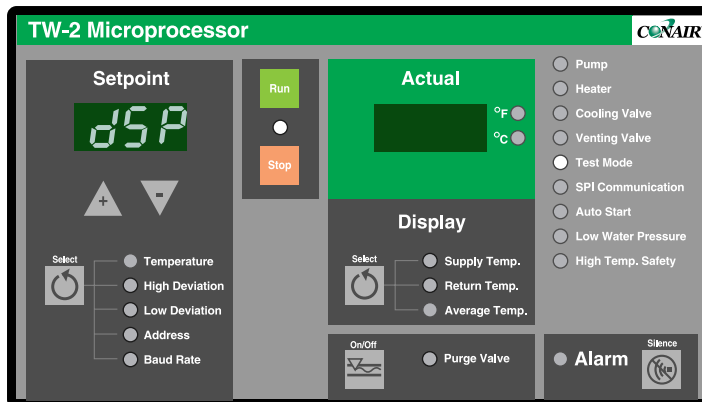 TW-2 Microprocessor
CONAIR
Setpoint
dSP
+
-
Select
Temperature
High Deviation
Low Deviation
Address
Baud Rate
Run
Stop
Actual
°F
°C
Display
Select
Supply Temp.
Return Temp.
Average Temp.
On/Off
Purge Valve
Pump
Heater
Cooling Valve
Venting Valve
Test Mode
SPI Communication
Auto Start
Low Water Pressure
High Temp. Safety
Alarm
Silence